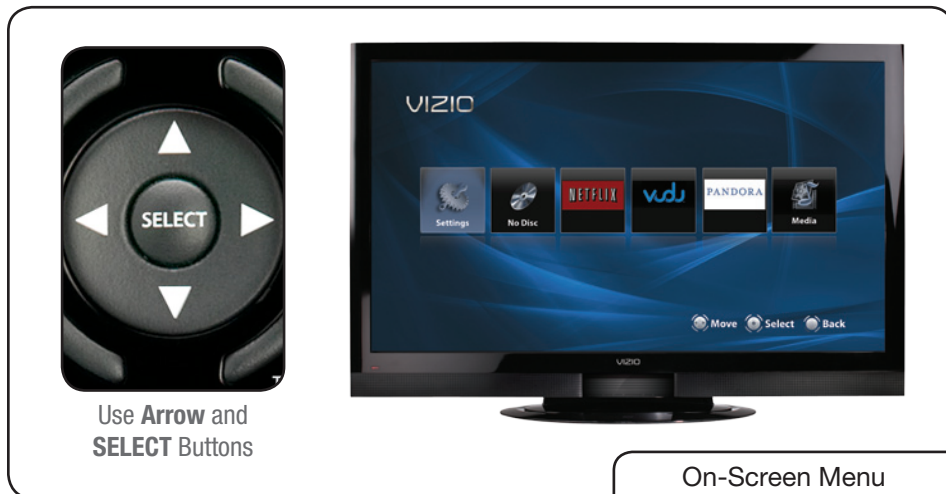 SELECT
Use Arrow and
SELECT Buttons
VIZIO
Settings
No Disc
NETFLIX
vudu
PANDORA
Media
Move Select Back
VIZIO
On-Screen Menu